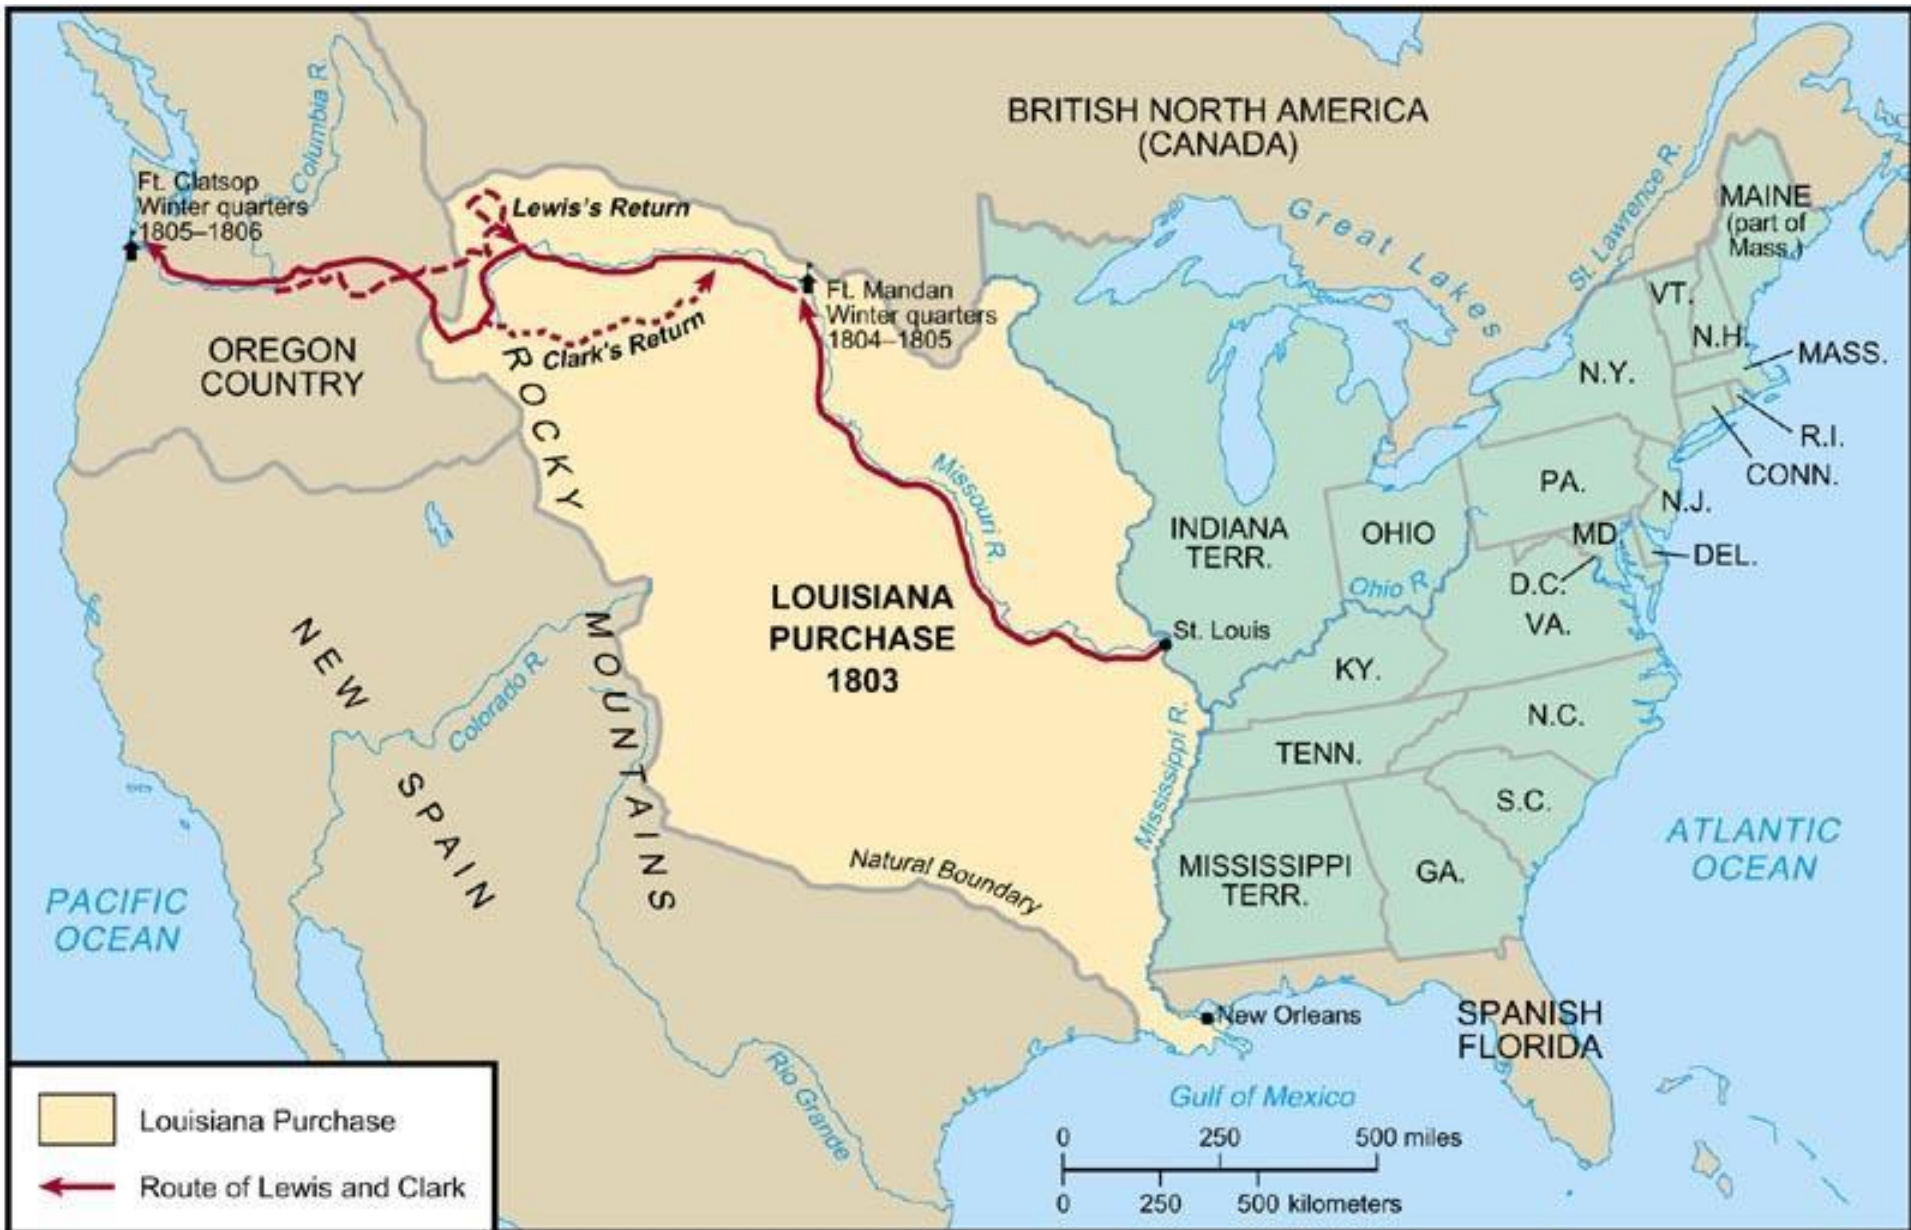 BRITISH NORTH AMERICA
(CANADA)
Columbia R.
Ft. Clatsop
Winter quarters
1805–1806
Lewis's Return
Great Lakes
St. Lawrence R.
MAINE
(part of
Mass.)
Ft. Mandan
Winter quarters
1804–1805
Clark's Return
OREGON
COUNTRY
VT.
N.H.
MASS.
N.Y.
R.I.
CONN.
ROCKY
MOUNTAINS
Missouri R.
PA.
N.J.
INDIANA
TERR.
OHIO
MD.
DEL.
Ohio R.
D.C.
VA.
LOUISIANA
PURCHASE
1803
St. Louis
NEW
SPAIN
Colorado R.
KY.
N.C.
TENN.
Mississippi R.
S.C.
ATLANTIC
OCEAN
MISSISSIPPI
TERR.
GA.
Natural Boundary
PACIFIC
OCEAN
New Orleans
SPANISH
FLORIDA
Gulf of Mexico
Rio Grande
0 250 500 miles
0 250 500 kilometers
Louisiana Purchase
Route of Lewis and Clark